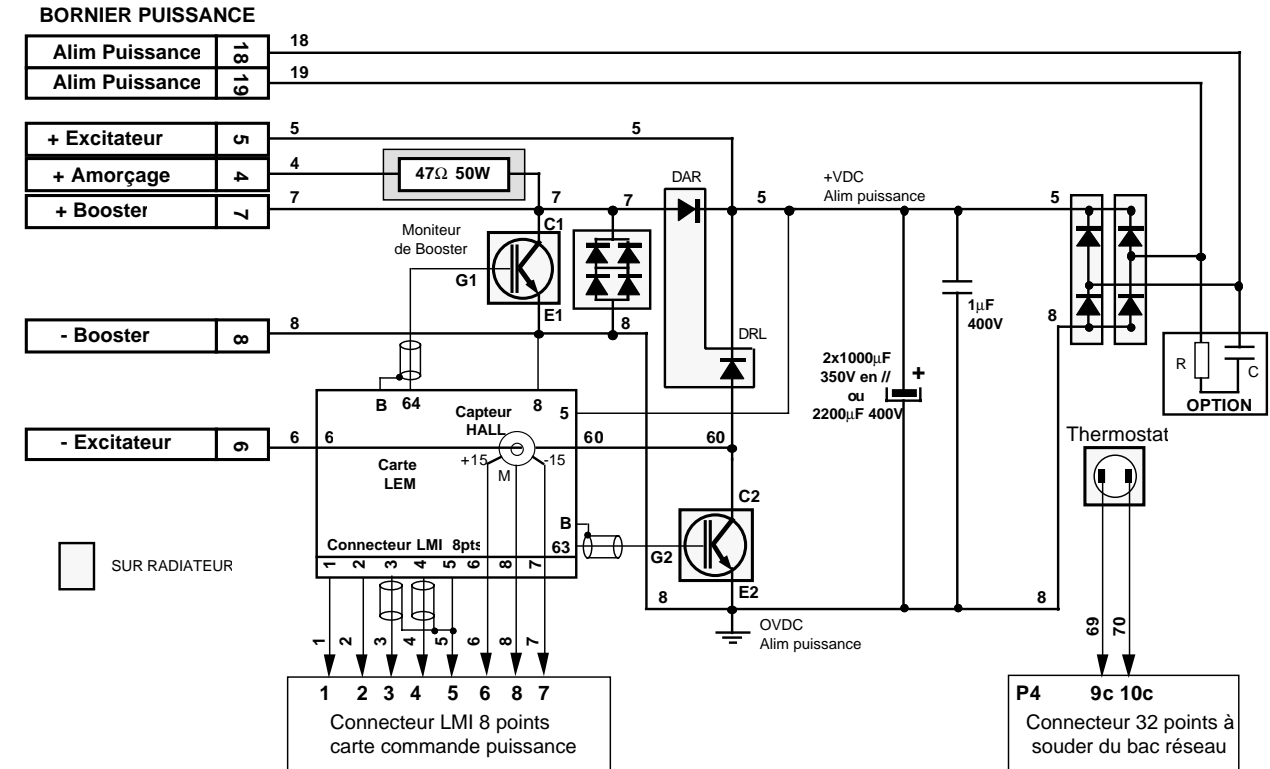 BORNIER PUISSANCE
Alim Puissance 18 18
Alim Puissance 19 19
+ Excitateur 5 5 5
+ Amorçage 4 4 47Ω 50W DAR +VDC
Alim puissance
+ Booster 7 7 7 7 5 5
Moniteur
de Booster
C1
G1
E1
1µF
400V
- Booster 8 8 8 8
DRL
2x1000µF
350V en //
ou
2200µF 400V
+
R C
OPTION
B 64 8 5
Capteur
HALL
- Excitateur 6 6 6 60 60
+15 -15
M
Carte
LEM
Thermostat
C2
B
63
G2
E2
Connecteur LMI 8pts
1 2 3 4 5 6 8 7
SUR RADIATEUR
8 8
OVDC
Alim puissance
69 70
1 2 3 4 5 6 8 7
1 2 3 4 5 6 8 7
Connecteur LMI 8 points
carte commande puissance
P4 9c 10c
Connecteur 32 points à
souder du bac réseau